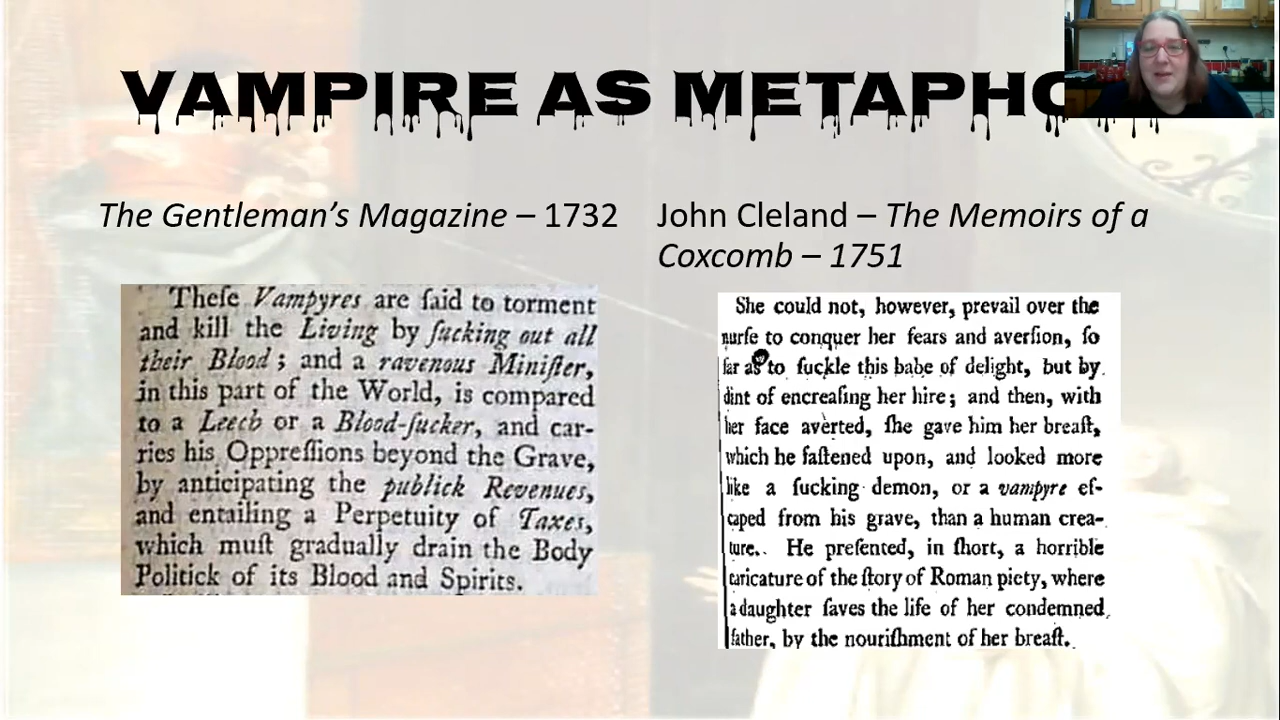 VAMPIRE AS METAPHO
The Gentleman’s Magazine – 1732
Theſe Vampyres are ſaid to torment
and kill the Living by ſucking out all
their Blood ; and a ravenous Miniſter,
in this part of the World, is compared
to a Leech or a Blood-ſucker, and car-
ries his Oppreſſions beyond the Grave,
by anticipating the publick Revenues,
and entailing a Perpetuity of Taxes,
which muſt gradually drain the Body
Politick of its Blood and Spirits.
John Cleland – The Memoirs of a
Coxcomb – 1751
She could not, however, prevail over the
nurſe to conquer her fears and averſion, ſo
far as to ſuckle this babe of delight, but by
dint of encreaſing her hire; and then, with
her face averted, ſhe gave him her breaſt,
which he faſtened upon, and looked more
like a ſucking demon, or a vampyre eſ-
caped from his grave, than a human crea-
ture. He preſented, in ſhort, a horrible
caricature of the ſtory of Roman piety, where
a daughter ſaves the life of her condemned
father, by the nouriſhment of her breaſt.